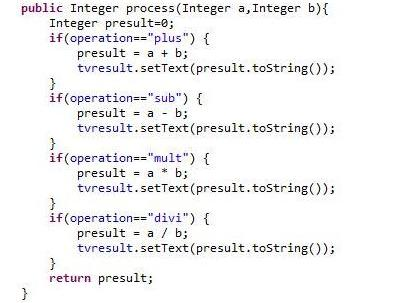 public Integer process(Integer a,Integer b){
    Integer presult=0;
    if(operation=="plus") {
        presult = a + b;
        tvresult.setText(presult.toString());
    }
    if(operation=="sub") {
        presult = a - b;
        tvresult.setText(presult.toString());
    }
    if(operation=="mult") {
        presult = a * b;
        tvresult.setText(presult.toString());
    }
    if(operation=="divi") {
        presult = a / b;
        tvresult.setText(presult.toString());
    }
    return presult;
}